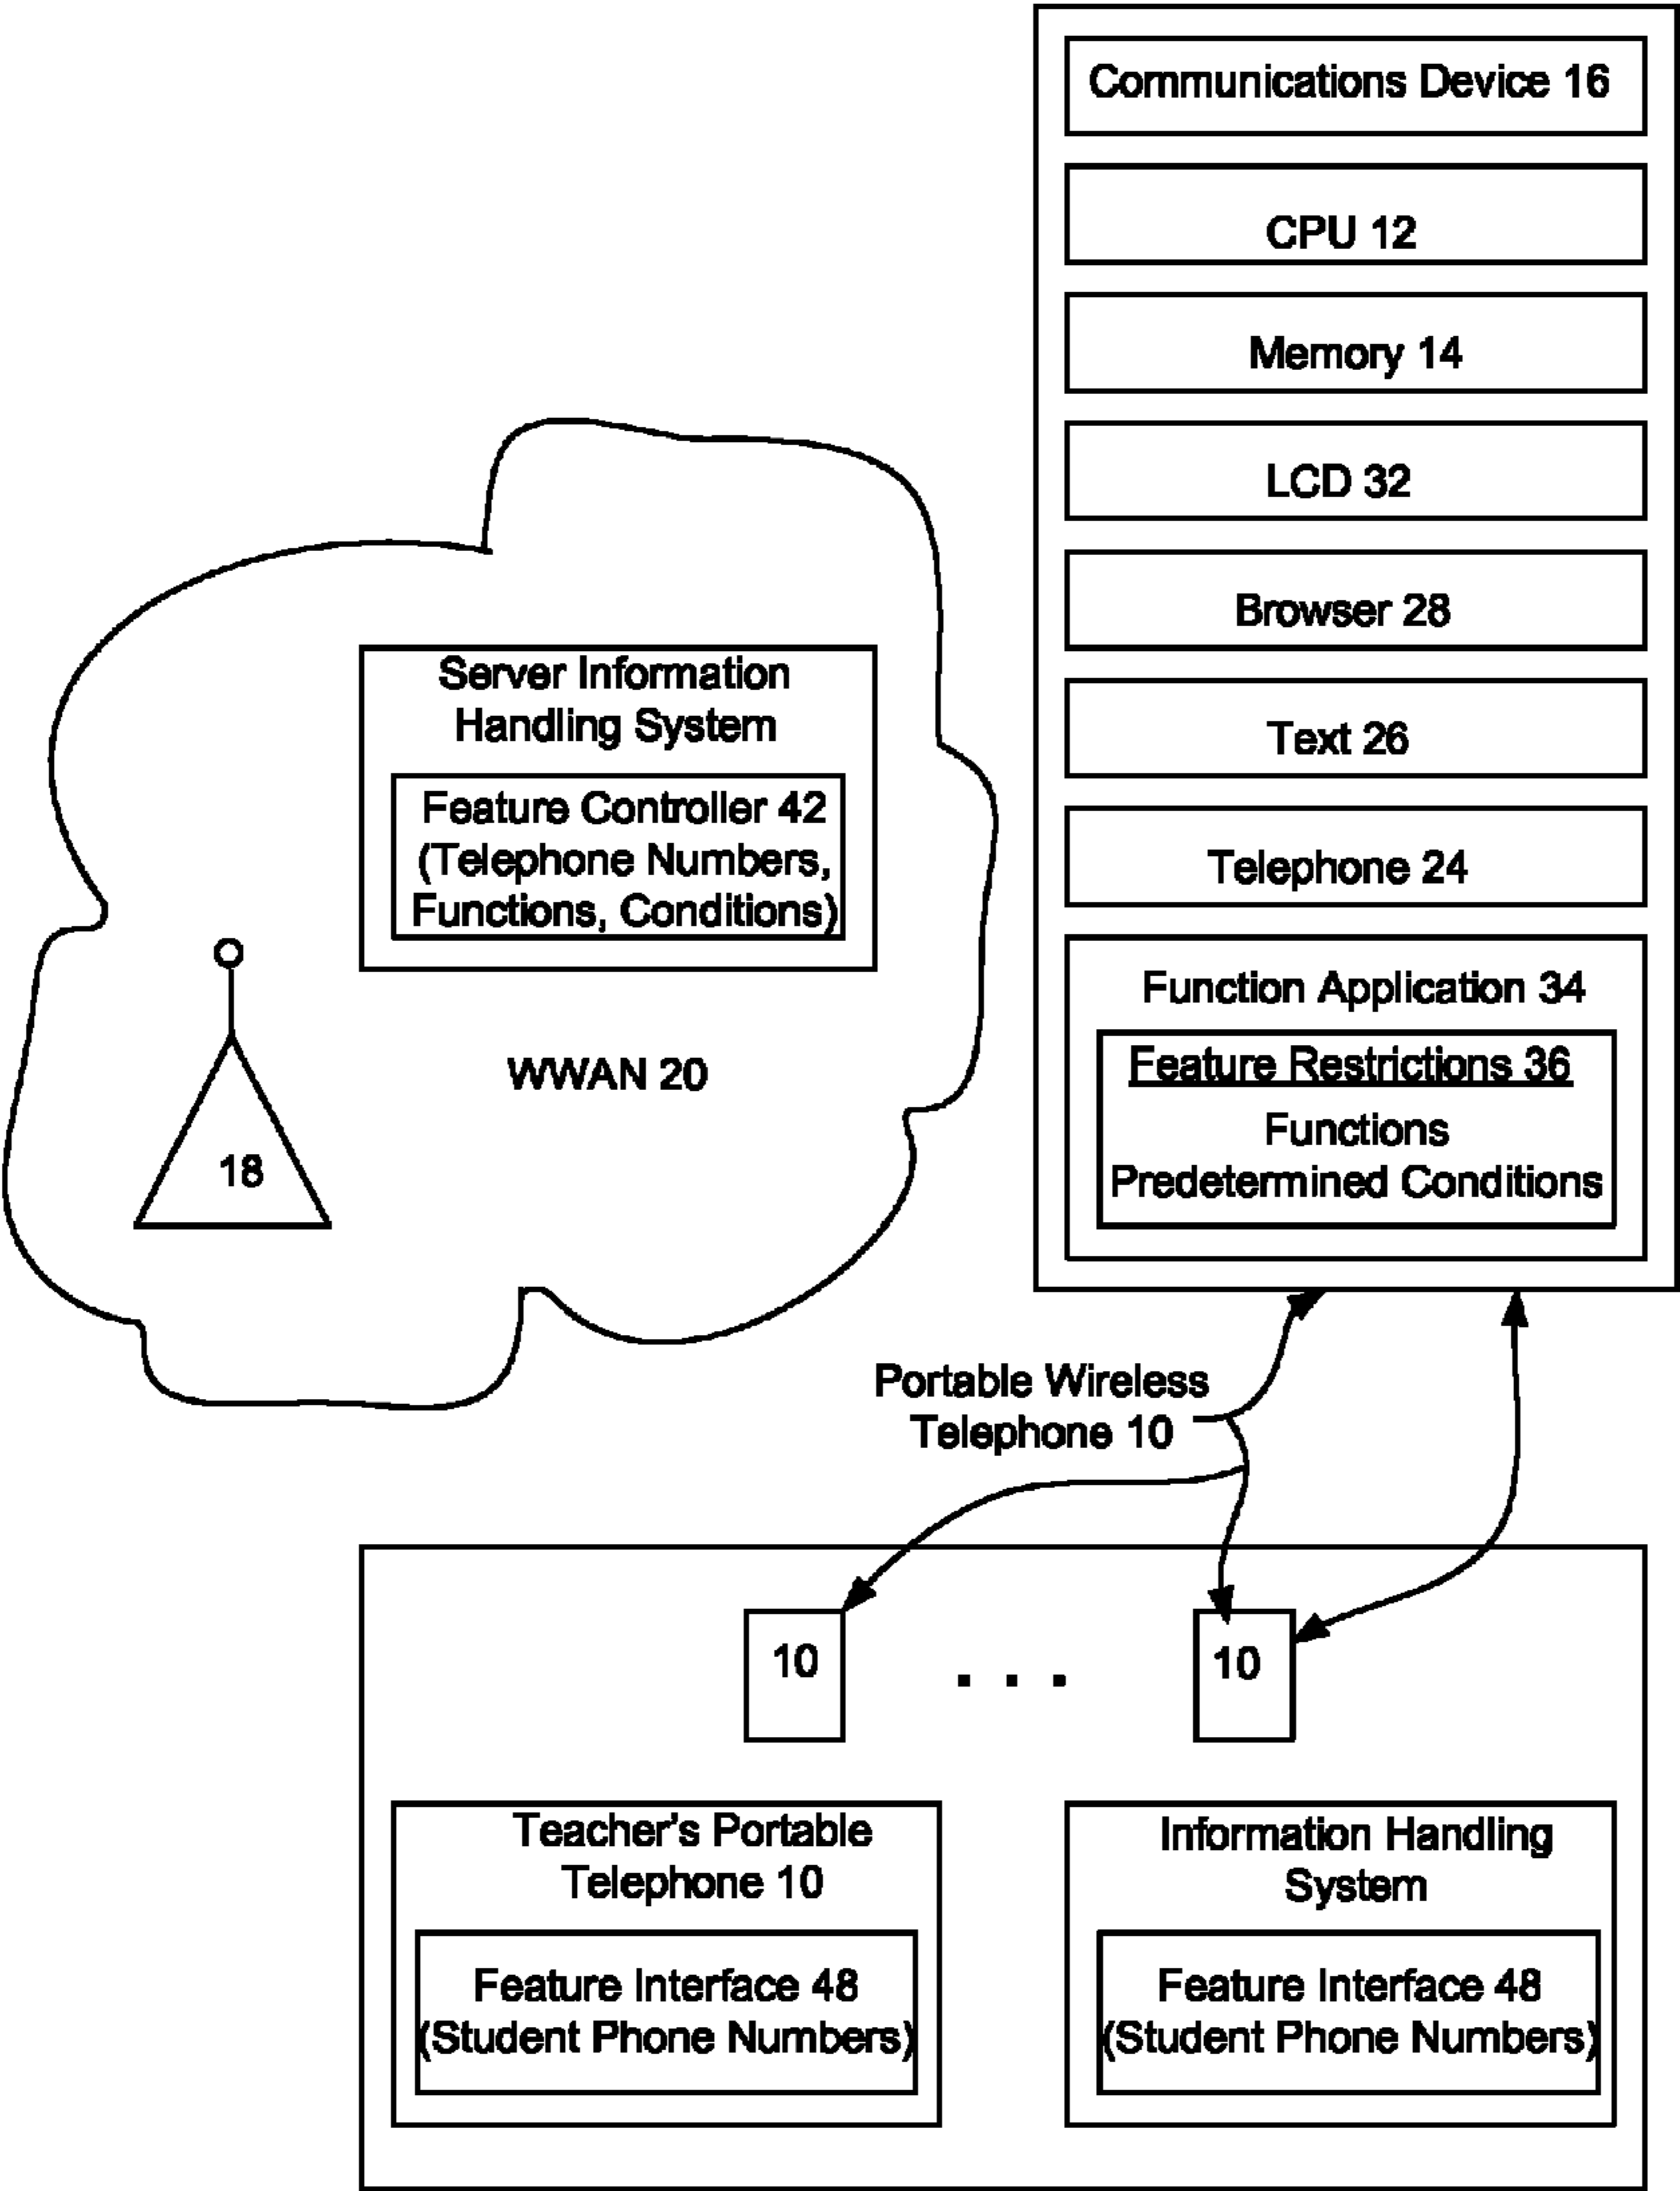 Communications Device 16
CPU 12
Memory 14
LCD 32
Browser 28
Text 26
Telephone 24
Function Application 34
Feature Restrictions 36
Functions
Predetermined Conditions
Server Information
Handling System
Feature Controller 42
(Telephone Numbers,
Functions, Conditions)
WWAN 20
18
Portable Wireless
Telephone 10
10
. . .
10
Teacher's Portable
Telephone 10
Feature Interface 48
(Student Phone Numbers)
Information Handling
System
Feature Interface 48
(Student Phone Numbers)